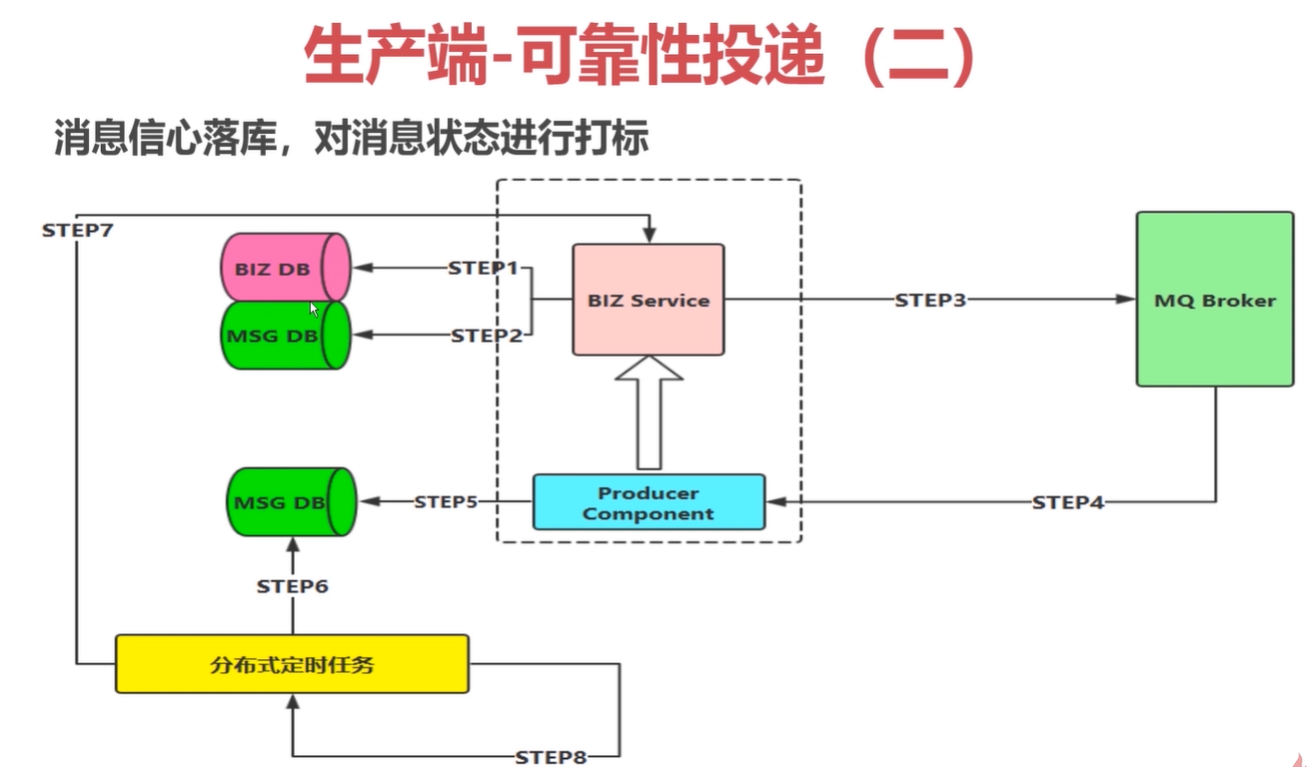 生产端-可靠性投递（二）
消息信心落库，对消息状态进行打标
STEP7
BIZ DB
STEP1
BIZ Service
STEP3
MQ Broker
MSG DB
STEP2
MSG DB
STEP5
Producer
Component
STEP4
STEP6
分布式定时任务
STEP8